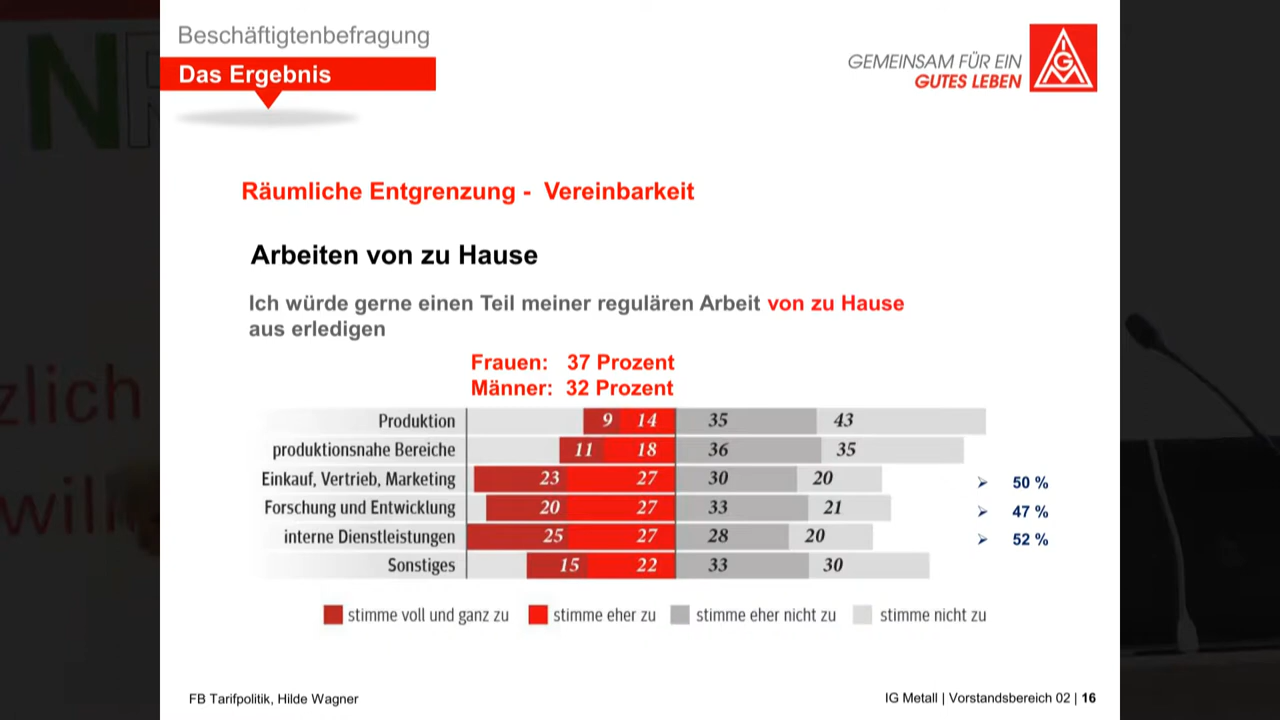 Beschäftigtenbefragung
Das Ergebnis
GEMEINSAM FÜR EIN
GUTES LEBEN
IGM
Räumliche Entgrenzung - Vereinbarkeit
Arbeiten von zu Hause
Ich würde gerne einen Teil meiner regulären Arbeit von zu Hause
aus erledigen
Frauen: 37 Prozent
Männer: 32 Prozent
Produktion 9 14 35 43
produktionsnahe Bereiche 11 18 36 35
Einkauf, Vertrieb, Marketing 23 27 30 20 50 %
Forschung und Entwicklung 20 27 33 21 47 %
interne Dienstleistungen 25 27 28 20 52 %
Sonstiges 15 22 33 30
stimme voll und ganz zu stimme eher zu stimme eher nicht zu stimme nicht zu
FB Tarifpolitik, Hilde Wagner IG Metall | Vorstandsbereich 02 | 16